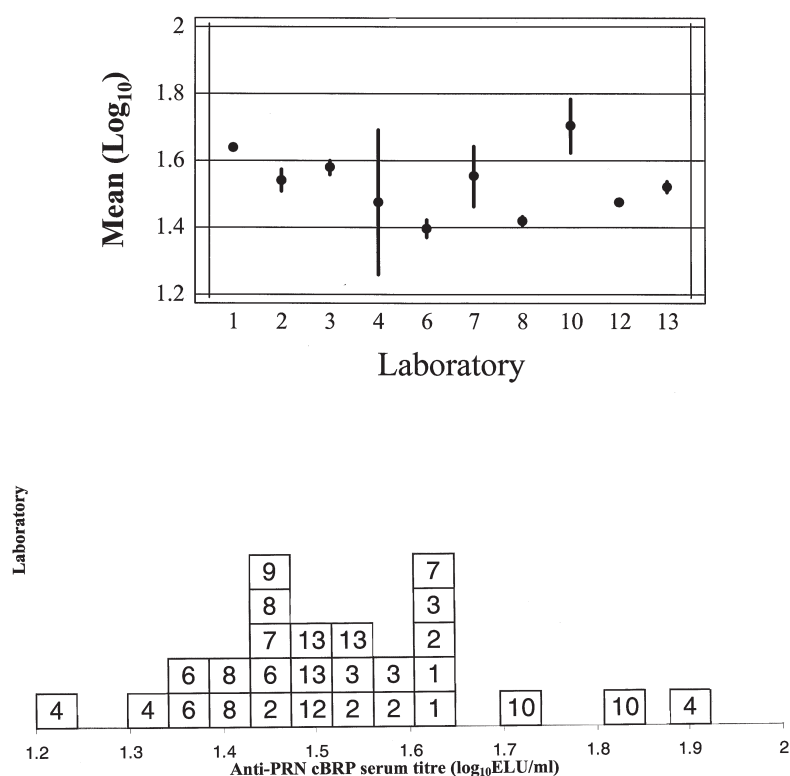 2
1.8
1.6
1.4
1.2
Mean (Log10)
1 2 3 4 6 7 8 10 12 13
Laboratory
Laboratory
9 7
8 3
7 13 13 2
6 8 6 13 3 3 1
4 4 6 8 2 12 2 2 1 10 10 4
1.2 1.3 1.4 1.5 1.6 1.7 1.8 1.9 2
Anti-PRN cBRP serum titre (log10ELU/ml)